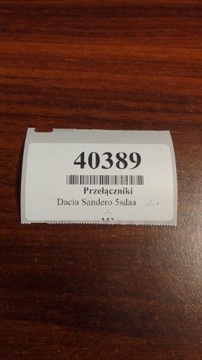 40389
Przełączniki
Dacia Sandero 5sdaa -/.-